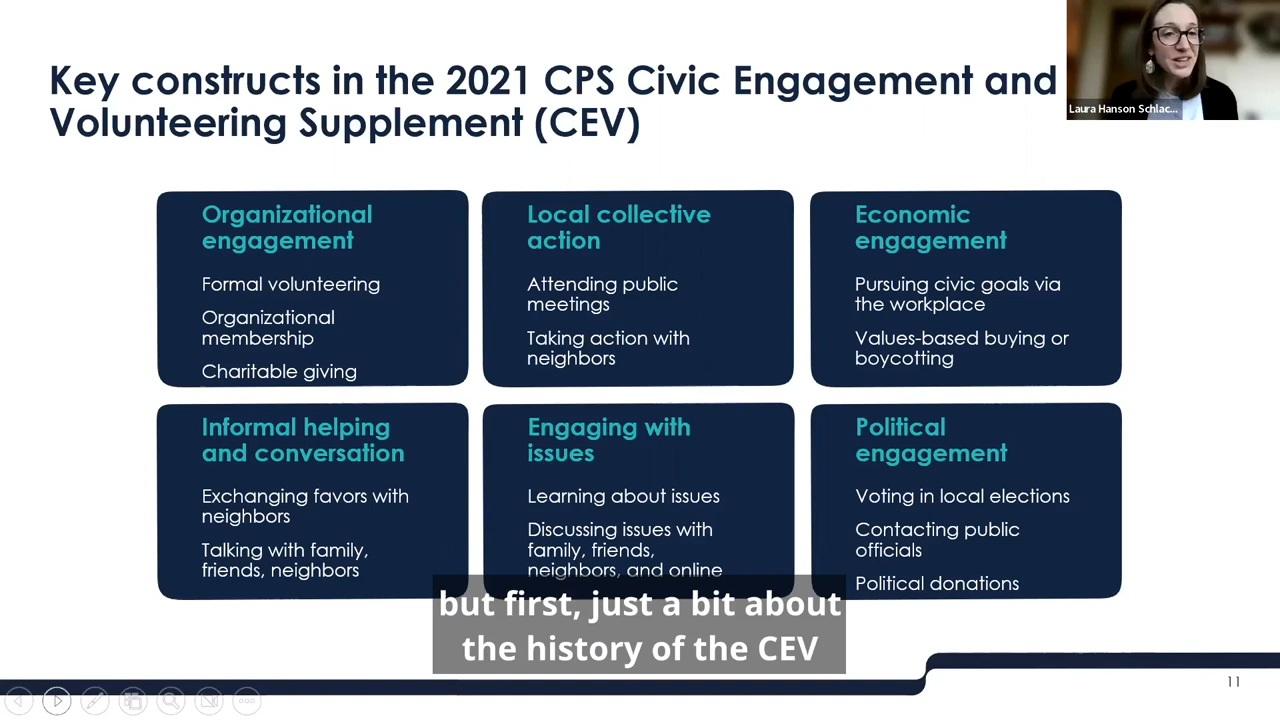 Key constructs in the 2021 CPS Civic Engagement and
Volunteering Supplement (CEV)
Laura Hanson Schlac...
Organizational
engagement
Formal volunteering
Organizational
membership
Charitable giving
Local collective
action
Attending public
meetings
Taking action with
neighbors
Economic
engagement
Pursuing civic goals via
the workplace
Values-based buying or
boycotting
Informal helping
and conversation
Exchanging favors with
neighbors
Talking with family,
friends, neighbors
Engaging with
issues
Learning about issues
Discussing issues with
family, friends,
neighbors, and online
Political
engagement
Voting in local elections
Contacting public
officials
Political donations
but first, just a bit about
the history of the CEV
11